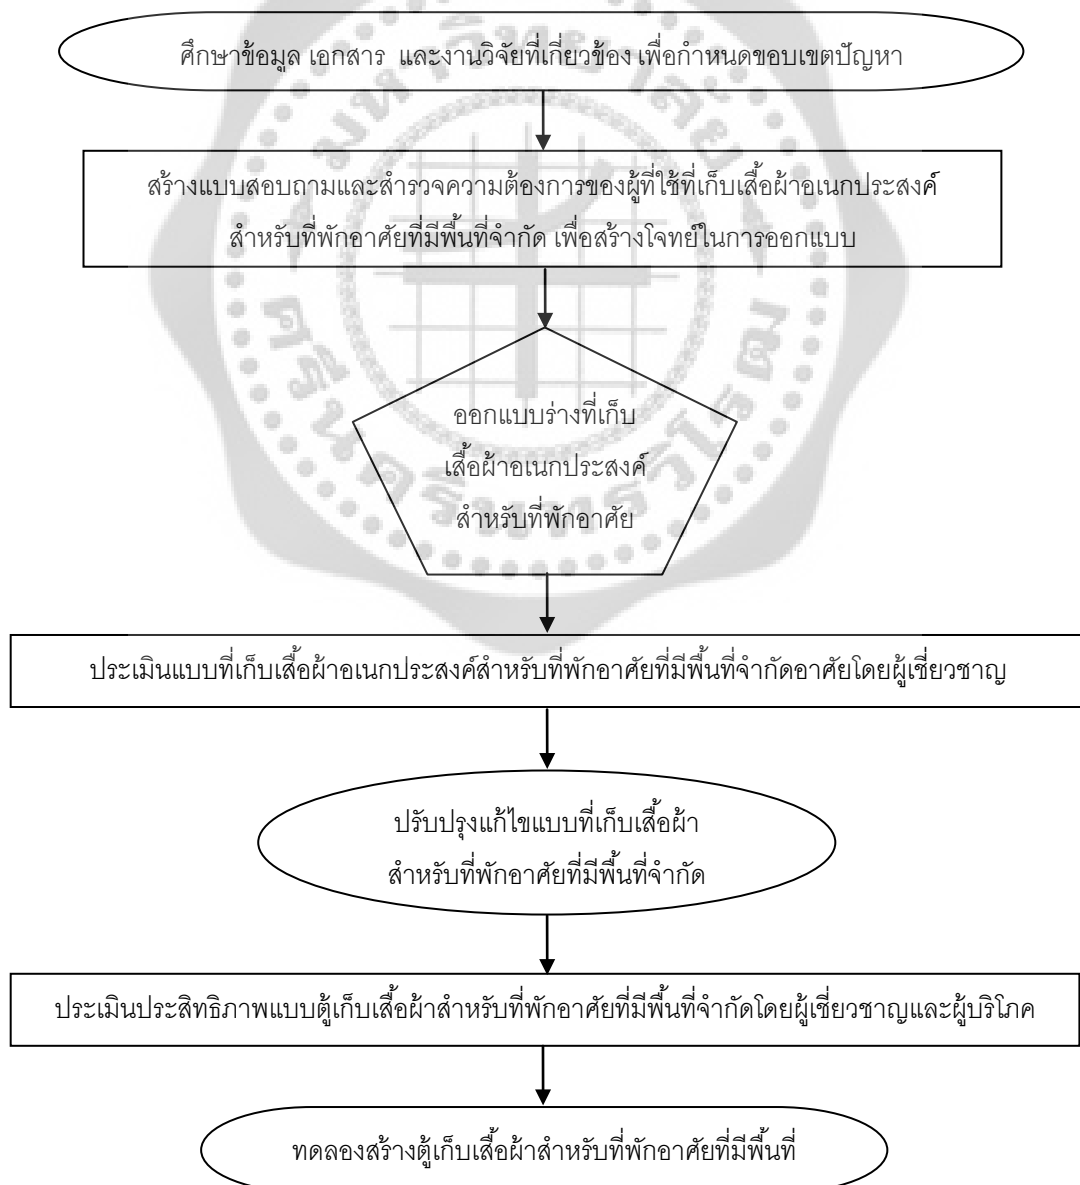 ศึกษาข้อมูล เอกสาร และงานวิจัยที่เกี่ยวข้อง เพื่อกำหนดขอบเขตปัญหา
สร้างแบบสอบถามและสำรวจความต้องการของผู้ที่ใช้ที่เก็บเสื้อผ้าอเนกประสงค์
สำหรับที่พักอาศัยที่มีพื้นที่จำกัด เพื่อสร้างโจทย์ในการออกแบบ
ออกแบบร่างที่เก็บ
เสื้อผ้าอเนกประสงค์
สำหรับที่พักอาศัย
ประเมินแบบที่เก็บเสื้อผ้าอเนกประสงค์สำหรับที่พักอาศัยที่มีพื้นที่จำกัดอาศัยโดยผู้เชี่ยวชาญ
ปรับปรุงแก้ไขแบบที่เก็บเสื้อผ้า
สำหรับที่พักอาศัยที่มีพื้นที่จำกัด
ประเมินประสิทธิภาพแบบตู้เก็บเสื้อผ้าสำหรับที่พักอาศัยที่มีพื้นที่จำกัดโดยผู้เชี่ยวชาญและผู้บริโภค
ทดลองสร้างตู้เก็บเสื้อผ้าสำหรับที่พักอาศัยที่มีพื้นที่
มหาวิทยาลัย
ศรีนครินทรวิโรฒ